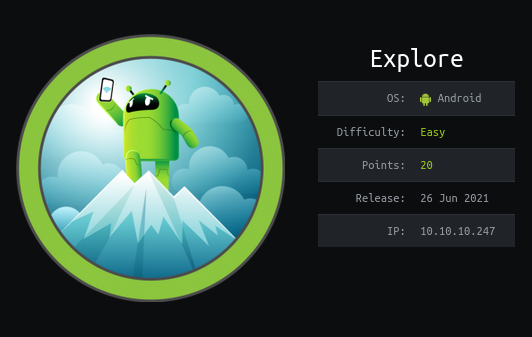 Explore
OS: Android
Difficulty: Easy
Points: 20
Release: 26 Jun 2021
IP: 10.10.10.247